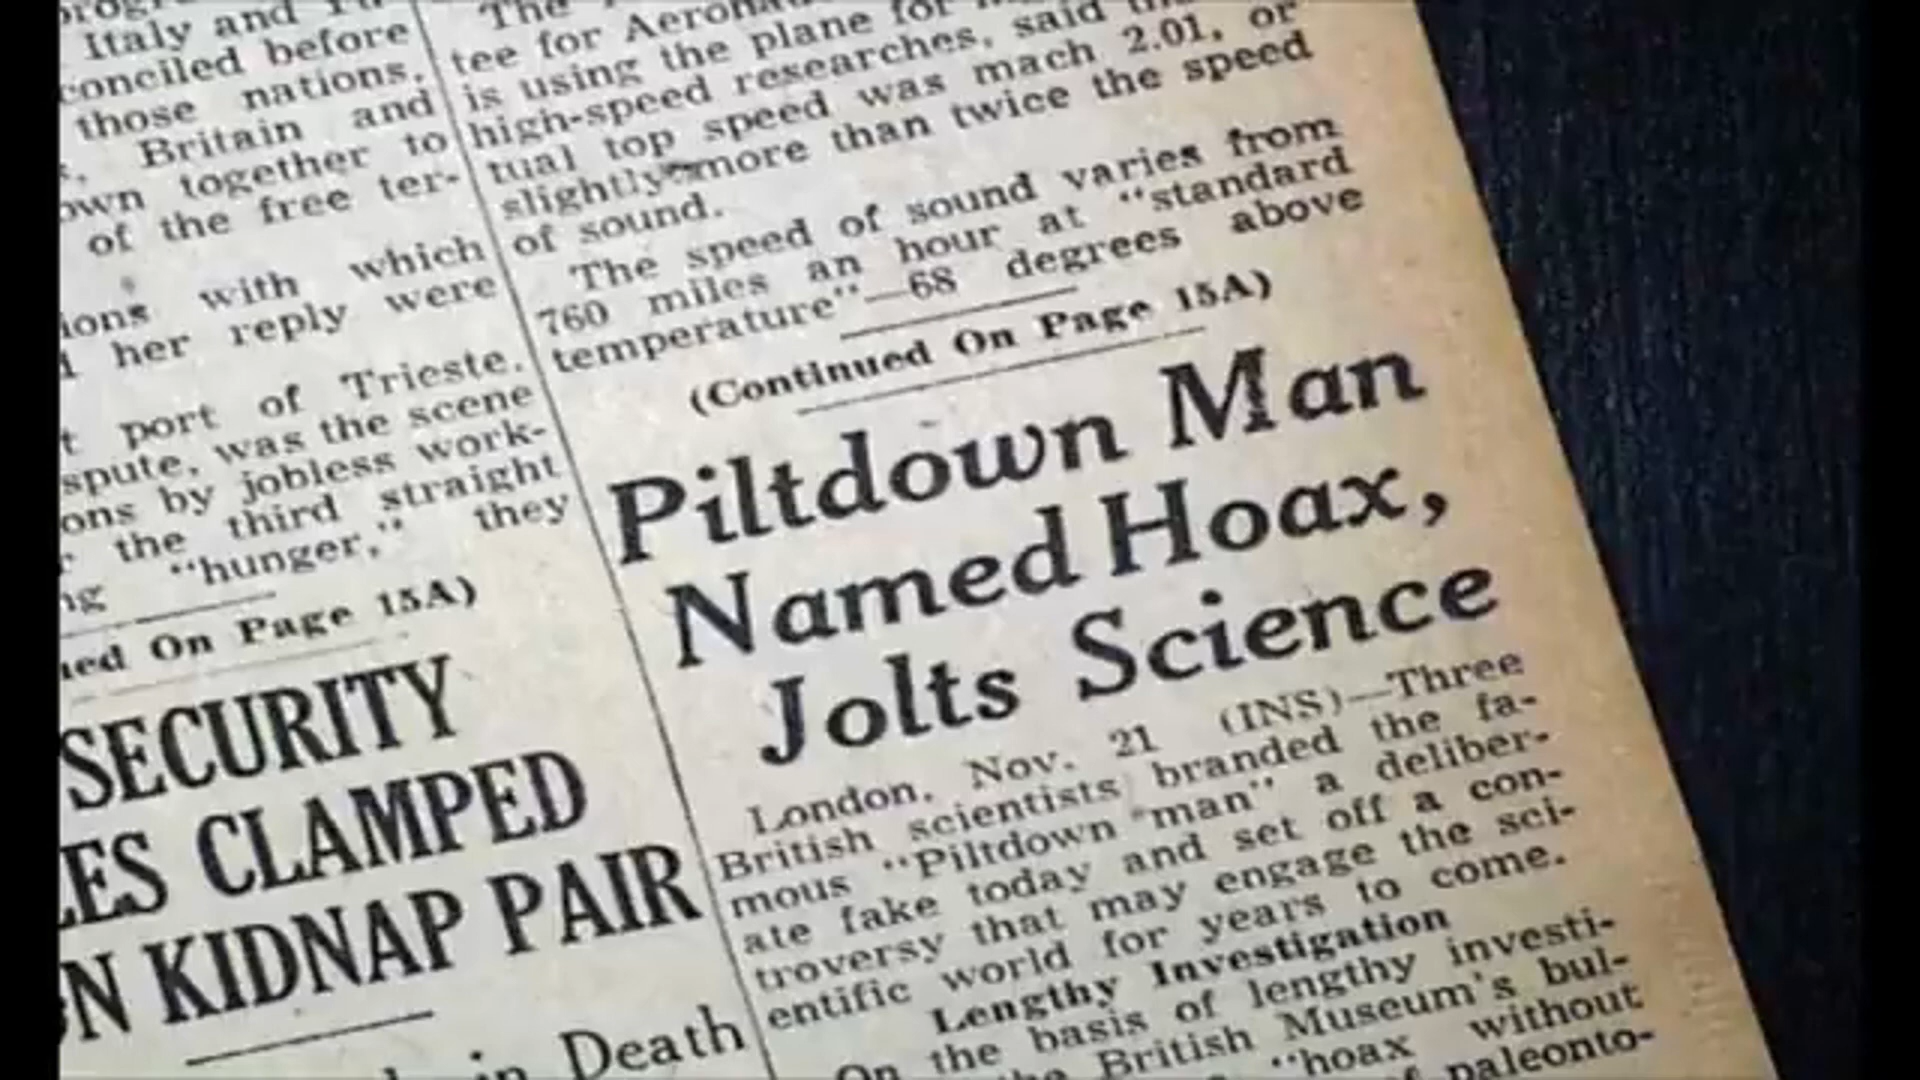 Italy and
conciled before
those nations.
Britain and
own together to
of the free ter-
ions with which
her reply were
port of Trieste,
spute, was the scene
ons by jobless work-
the third straight
"hunger," they
On Page 15A)
SECURITY
CLAMPED
KIDNAP PAIR
in Death
The
tee for
is using the plane for
high-speed researches, said
tual top speed was mach 2.01, or
slightly more than twice the speed
of sound.
The speed of sound varies from
760 miles an hour at "standard
temperature"—68 degrees above
(Continued On Page 15A)
Piltdown Man
Named Hoax,
Jolts Science
London, Nov. 21 (INS)—Three
British scientists branded the fa-
mous "Piltdown man" a deliber-
ate fake today and set off a con-
troversy that may engage the sci-
entific world for years to come.
Lengthy Investigation
On the basis of lengthy investi-
the British Museum's bul-
"hoax without
paleonto-